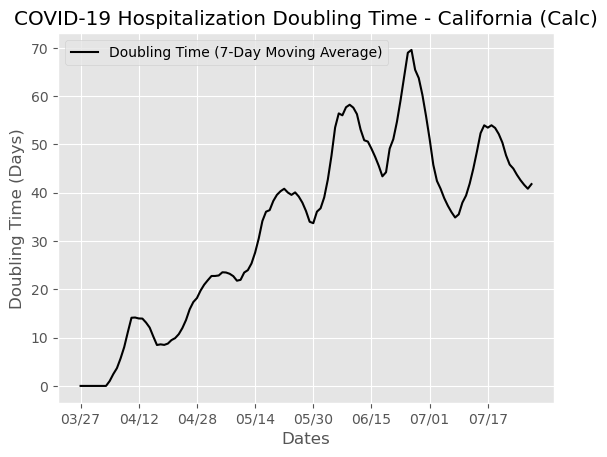 COVID-19 Hospitalization Doubling Time - California (Calc)
Doubling Time (7-Day Moving Average)
70
60
50
40
30
20
10
0
Doubling Time (Days)
03/27 04/12 04/28 05/14 05/30 06/15 07/01 07/17
Dates